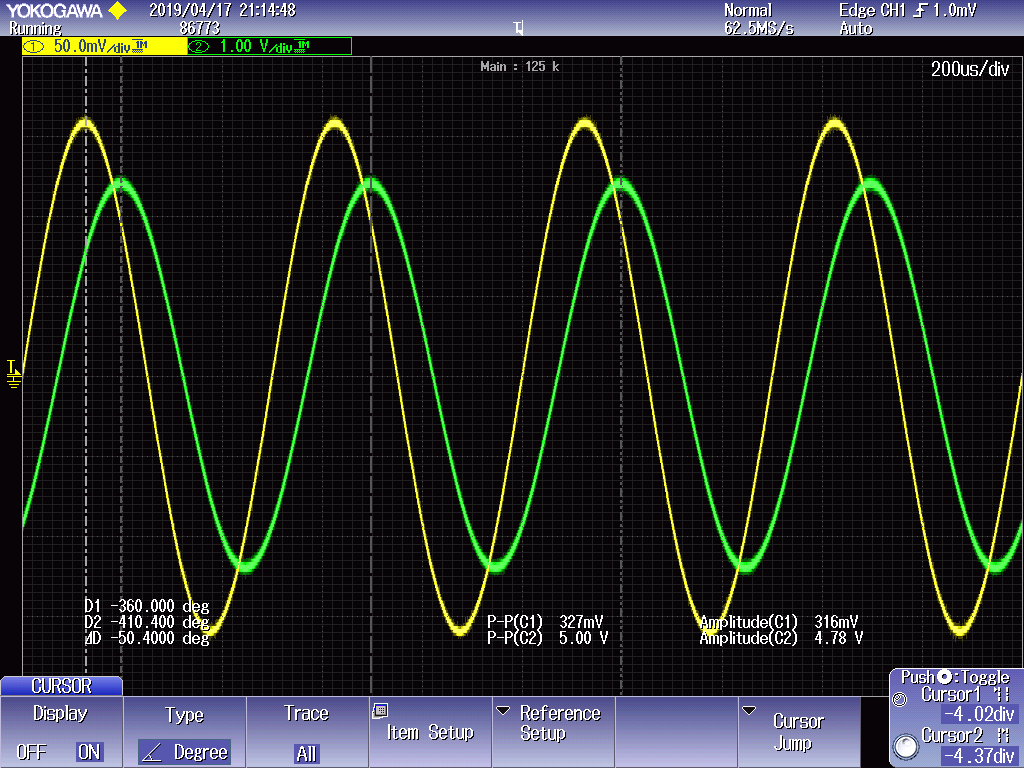 YOKOGAWA 2019/04/17 21:14:48 Normal Edge CH1 1.0mV
Running 86773 T 62.5MS/s Auto
1 50.0mV/div 1M 2 1.00 V/div 1M
Main : 125 k 200us/div
T
D1 -360.000 deg
D2 -410.400 deg
⊿D -50.4000 deg
P-P(C1) 327mV Amplitude(C1) 316mV
P-P(C2) 5.00 V Amplitude(C2) 4.78 V
CURSOR
Display
OFF ON
Type
Degree
Trace
All
Item Setup
Reference
Setup
Cursor
Jump
Push :Toggle
Cursor1
-4.02div
Cursor2
-4.37div